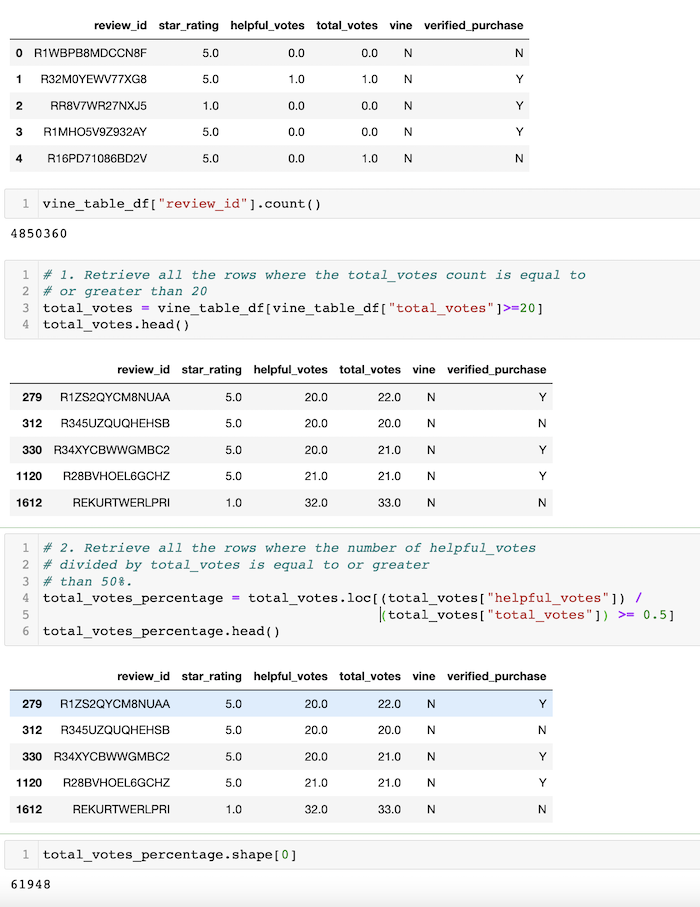 review_id star_rating helpful_votes total_votes vine verified_purchase
0 R1WBPB8MDCCN8F 5.0 0.0 0.0 N N
1 R32M0YEWV77XG8 5.0 1.0 1.0 N Y
2 RR8V7WR27NXJ5 1.0 0.0 0.0 N Y
3 R1MHO5V9Z932AY 5.0 0.0 0.0 N Y
4 R16PD71086BD2V 5.0 0.0 1.0 N N
1 vine_table_df["review_id"].count()
4850360
1 # 1. Retrieve all the rows where the total_votes count is equal to
2 # or greater than 20
3 total_votes = vine_table_df[vine_table_df["total_votes"]>=20]
4 total_votes.head()
review_id star_rating helpful_votes total_votes vine verified_purchase
279 R1ZS2QYCM8NUAA 5.0 20.0 22.0 N Y
312 R345UZQUQHEHSB 5.0 20.0 20.0 N N
330 R34XYCBWWGMBC2 5.0 20.0 21.0 N Y
1120 R28BVHOEL6GCHZ 5.0 21.0 21.0 N Y
1612 REKURTWERLPRI 1.0 32.0 33.0 N N
1 # 2. Retrieve all the rows where the number of helpful_votes
2 # divided by total_votes is equal to or greater
3 # than 50%.
4 total_votes_percentage = total_votes.loc[(total_votes["helpful_votes"]) /
5 (total_votes["total_votes"]) >= 0.5]
6 total_votes_percentage.head()
review_id star_rating helpful_votes total_votes vine verified_purchase
279 R1ZS2QYCM8NUAA 5.0 20.0 22.0 N Y
312 R345UZQUQHEHSB 5.0 20.0 20.0 N N
330 R34XYCBWWGMBC2 5.0 20.0 21.0 N Y
1120 R28BVHOEL6GCHZ 5.0 21.0 21.0 N Y
1612 REKURTWERLPRI 1.0 32.0 33.0 N N
1 total_votes_percentage.shape[0]
61948